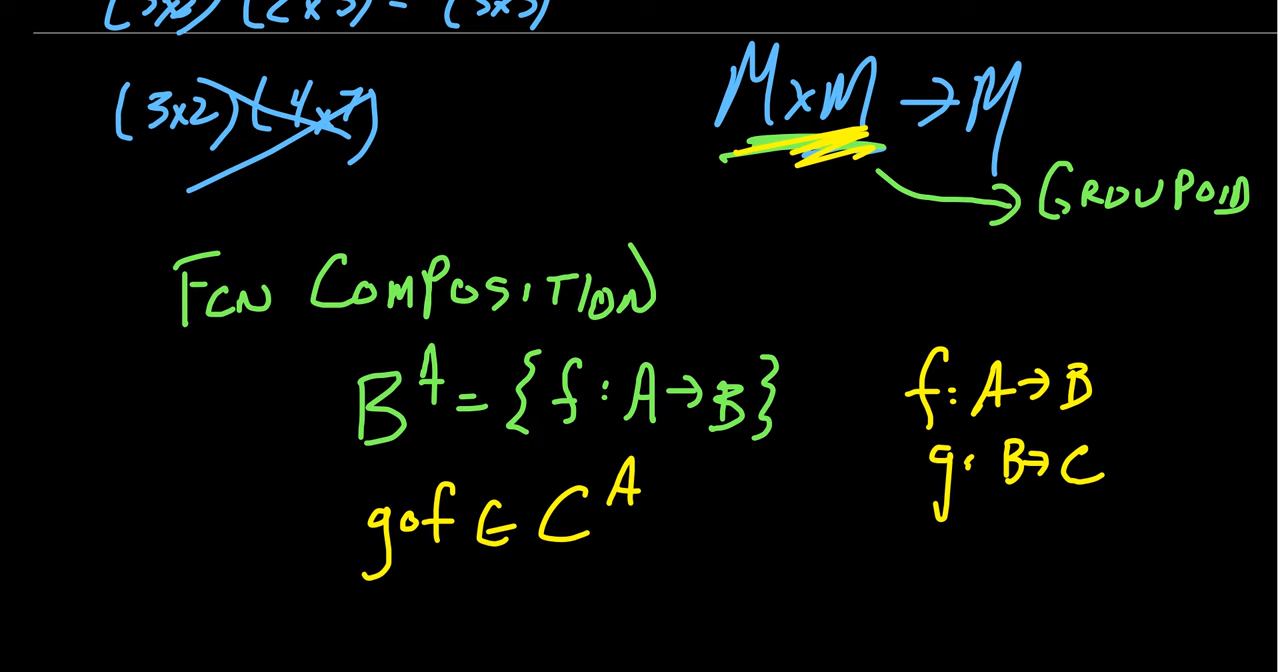 (3x2)(4x7)
M x M → M
GROUPOID
FCN COMPOSITION
B^A = { f : A → B }
f : A → B
g : B → C
g∘f ∈ C^A